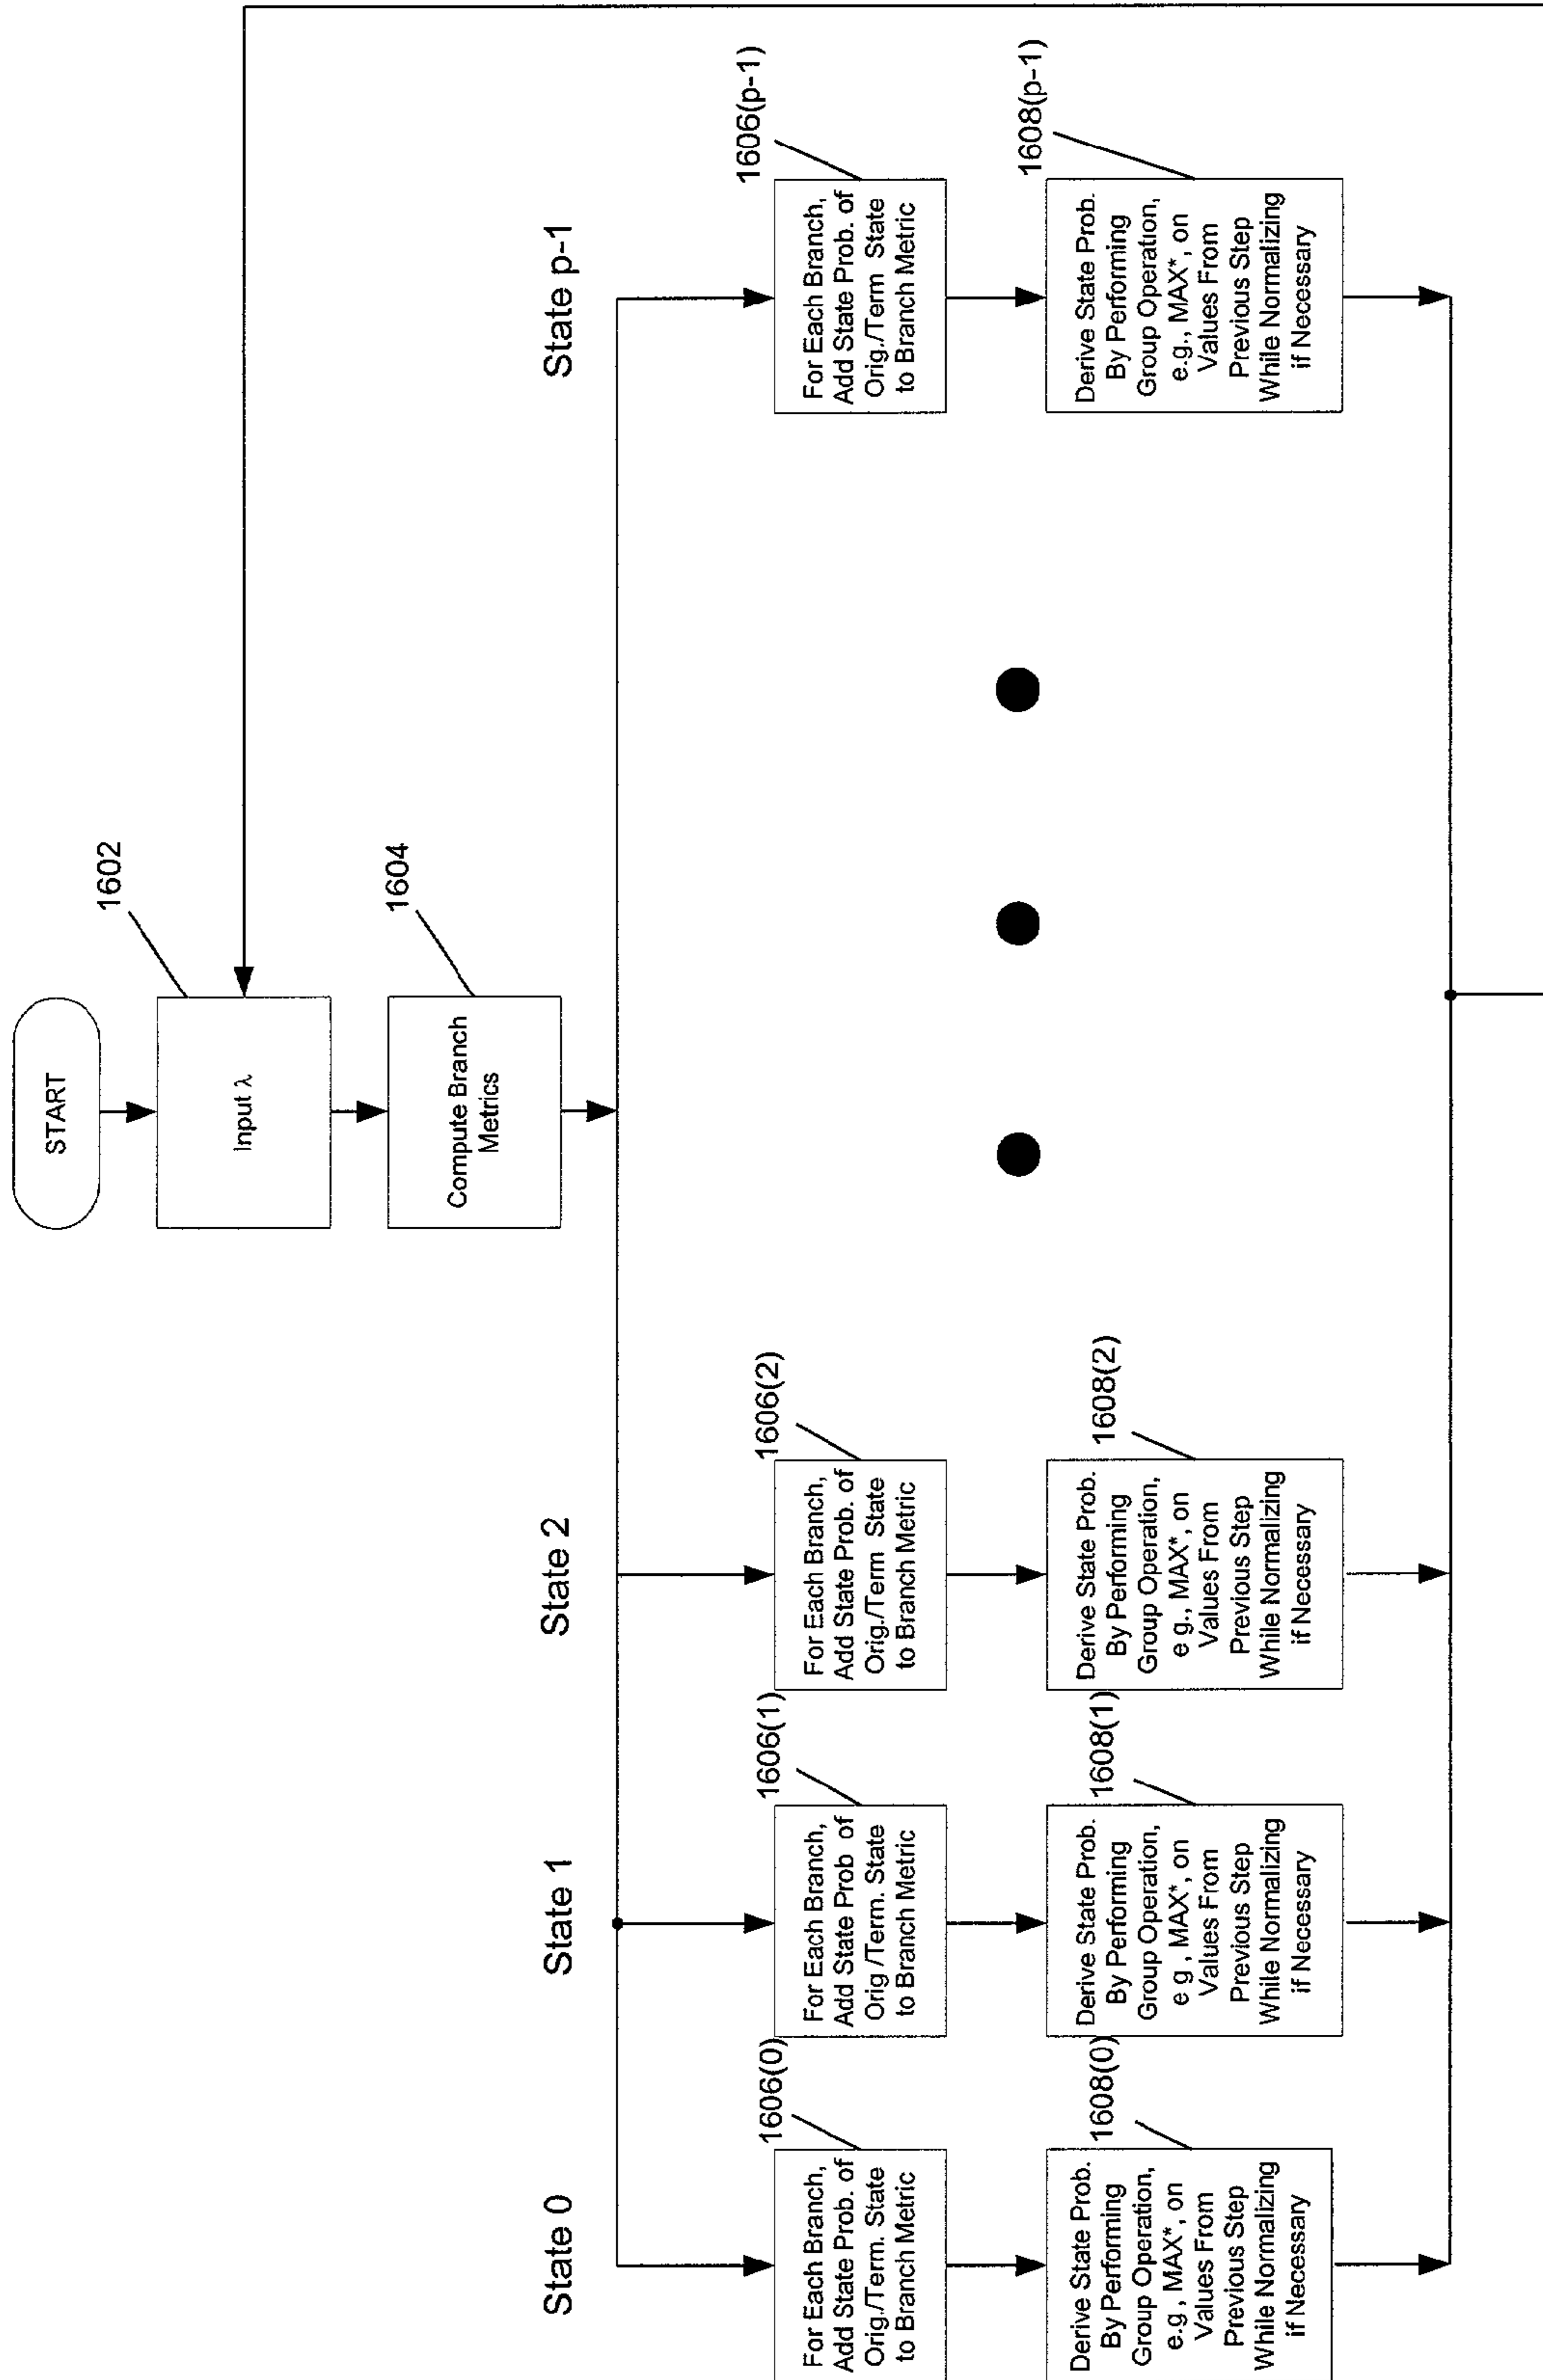 START
1602
Input λ
1604
Compute Branch
Metrics
State 0
State 1
State 2
State p-1
1606(0)
For Each Branch,
Add State Prob. of
Orig./Term. State
to Branch Metric
1606(1)
For Each Branch,
Add State Prob of
Orig /Term. State
to Branch Metric
1606(2)
For Each Branch,
Add State Prob. of
Orig./Term State
to Branch Metric
1606(p-1)
For Each Branch,
Add State Prob. of
Orig./Term State
to Branch Metric
1608(0)
Derive State Prob.
By Performing
Group Operation,
e.g., MAX*, on
Values From
Previous Step
While Normalizing
if Necessary
1608(1)
Derive State Prob.
By Performing
Group Operation,
e g , MAX*, on
Values From
Previous Step
While Normalizing
if Necessary
1608(2)
Derive State Prob.
By Performing
Group Operation,
e g., MAX*, on
Values From
Previous Step
While Normalizing
if Necessary
1608(p-1)
Derive State Prob.
By Performing
Group Operation,
e.g., MAX*, on
Values From
Previous Step
While Normalizing
if Necessary